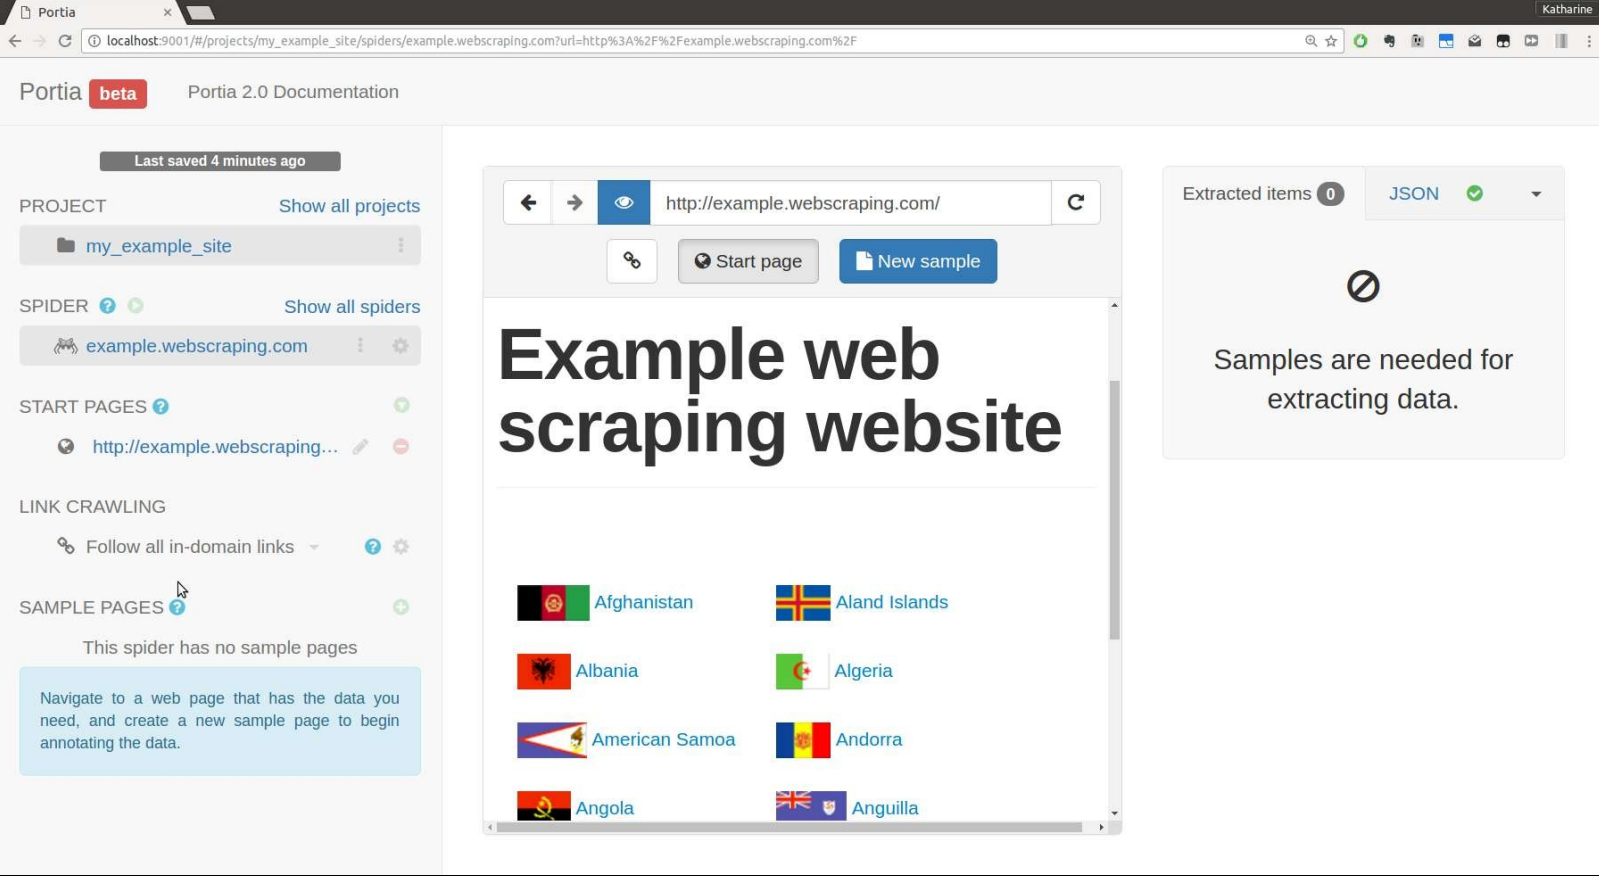 Portia
Katharine
localhost:9001/#/projects/my_example_site/spiders/example.webscraping.com?url=http%3A%2F%2Fexample.webscraping.com%2F
Portia beta
Portia 2.0 Documentation
Last saved 4 minutes ago
PROJECT
Show all projects
my_example_site
SPIDER
Show all spiders
example.webscraping.com
START PAGES
http://example.webscraping...
LINK CRAWLING
Follow all in-domain links
SAMPLE PAGES
This spider has no sample pages
Navigate to a web page that has the data you
need, and create a new sample page to begin
annotating the data.
http://example.webscraping.com/
Start page
New sample
Example web
scraping website
Afghanistan
Aland Islands
Albania
Algeria
American Samoa
Andorra
Angola
Anguilla
Extracted items 0
JSON
Samples are needed for
extracting data.